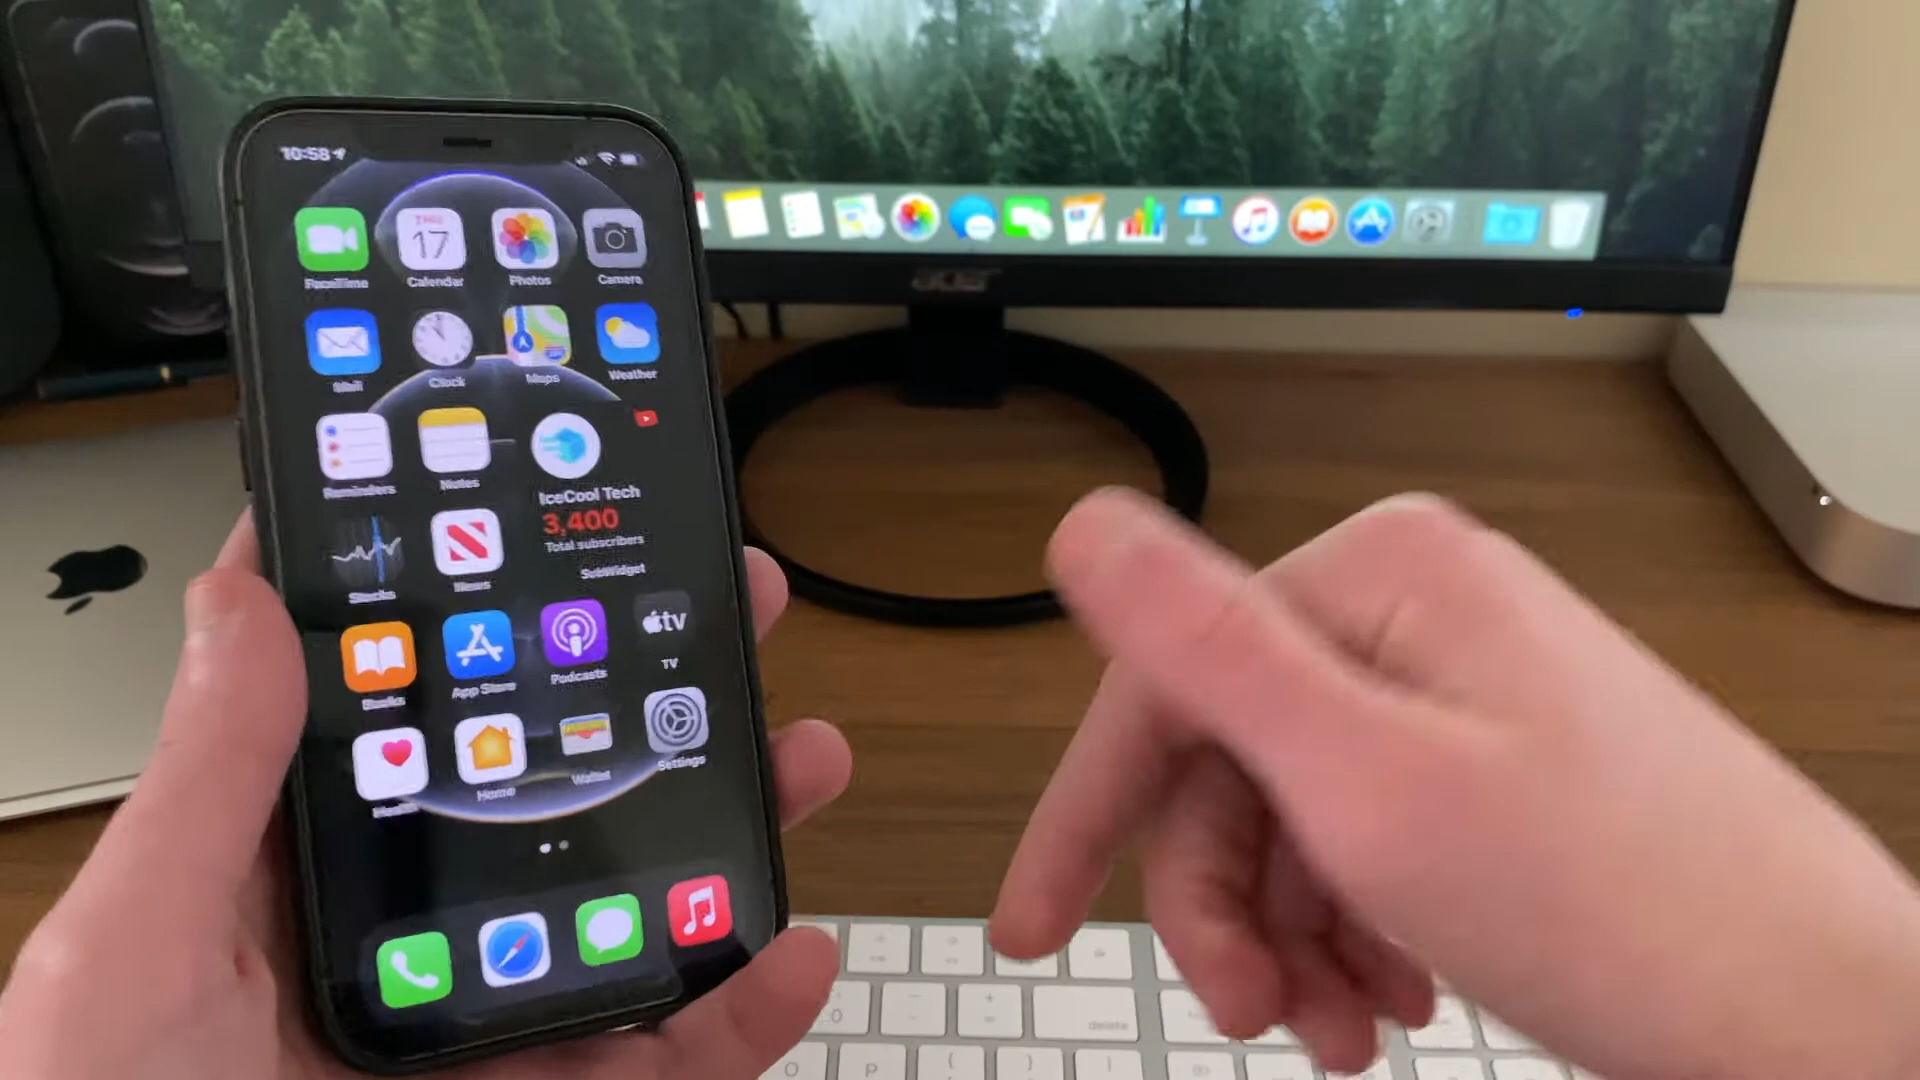 10:58
acer
THU
17
FaceTime
Calendar
Photos
Camera
Mail
Clock
Maps
Weather
Reminders
Notes
IceCool Tech
3,400
Total subscribers
SubWidget
Stocks
News
Books
App Store
Podcasts
tv
TV
Health
Home
Wallet
Settings
delete
O
P